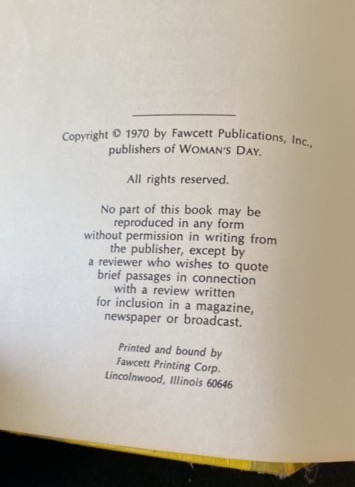 Copyright © 1970 by Fawcett Publications, Inc.,
publishers of WOMAN'S DAY.
All rights reserved.
No part of this book may be
reproduced in any form
without permission in writing from
the publisher, except by
a reviewer who wishes to quote
brief passages in connection
with a review written
for inclusion in a magazine,
newspaper or broadcast.
Printed and bound by
Fawcett Printing Corp.
Lincolnwood, Illinois 60646